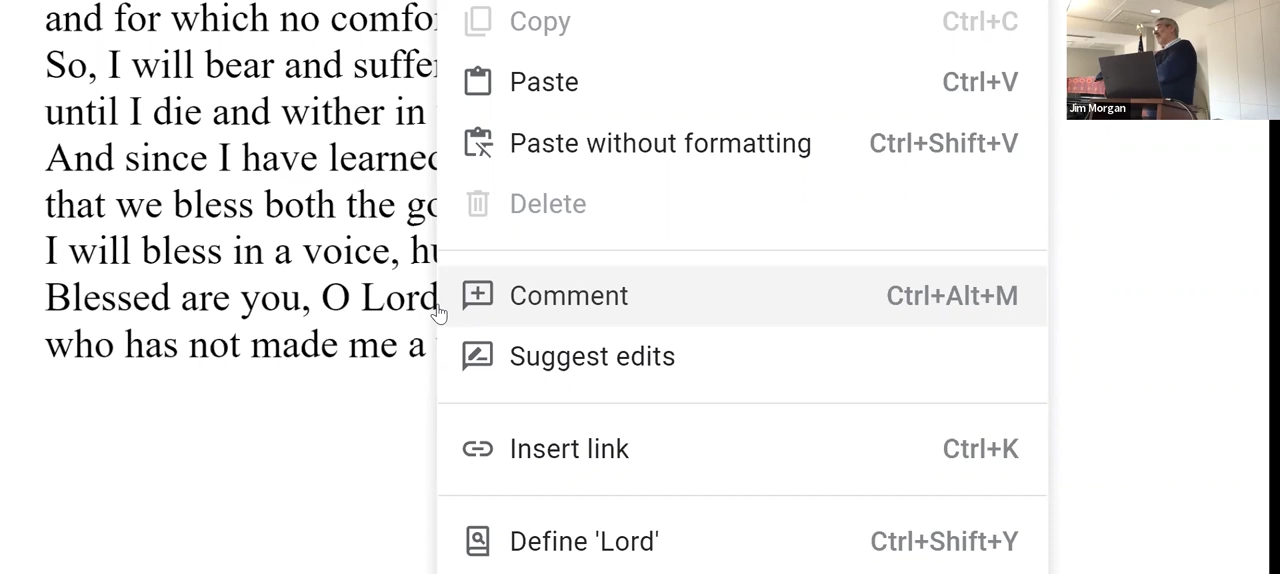 and for which no comfo
So, I will bear and suffe
until I die and wither in
And since I have learned
that we bless both the go
I will bless in a voice, hu
Blessed are you, O Lord
who has not made me a
Copy Ctrl+C
Paste Ctrl+V
Paste without formatting Ctrl+Shift+V
Delete
Comment Ctrl+Alt+M
Suggest edits
Insert link Ctrl+K
Define 'Lord' Ctrl+Shift+Y
Jim Morgan